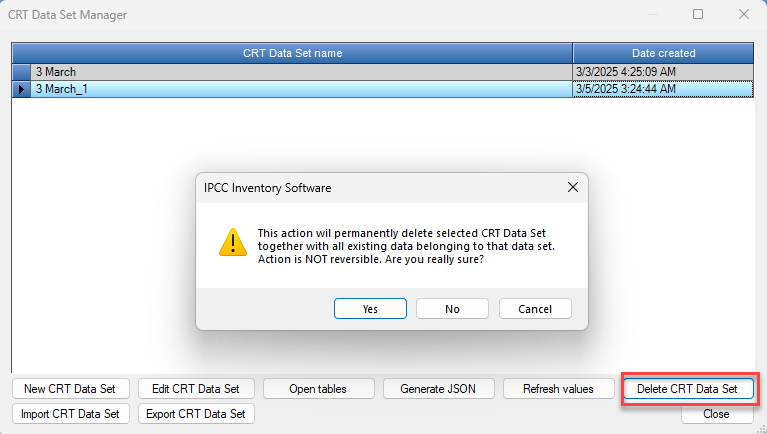 CRT Data Set Manager
CRT Data Set name Date created
3 March 3/3/2025 4:25:09 AM
3 March_1 3/5/2025 3:24:44 AM
IPCC Inventory Software
This action wil permanently delete selected CRT Data Set
together with all existing data belonging to that data set.
Action is NOT reversible. Are you really sure?
Yes No Cancel
New CRT Data Set Edit CRT Data Set Open tables Generate JSON Refresh values Delete CRT Data Set
Import CRT Data Set Export CRT Data Set Close